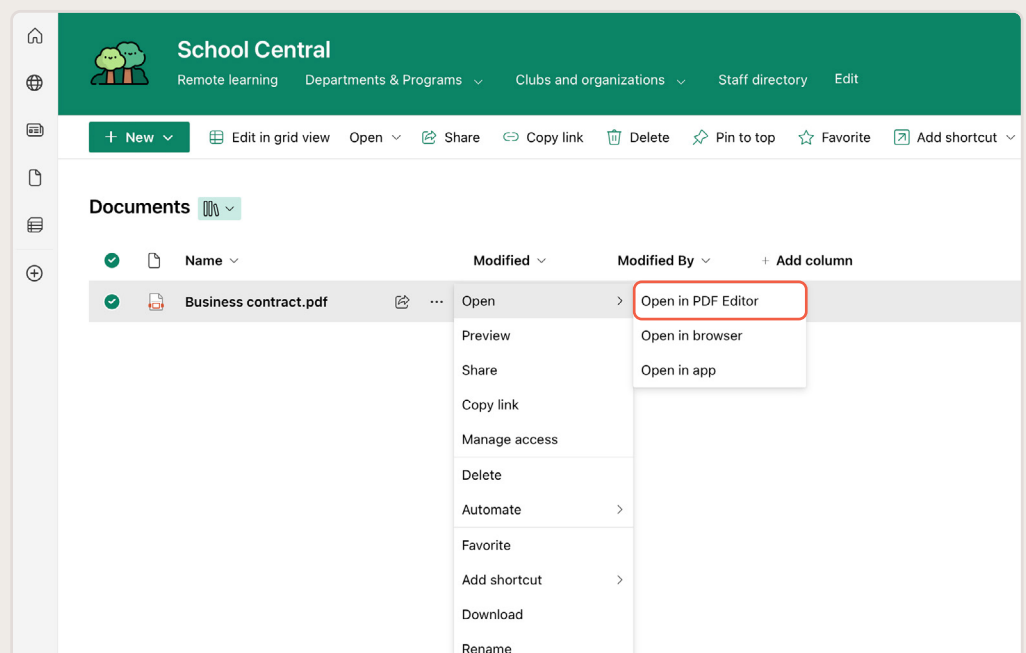 School Central
Remote learning Departments & Programs Clubs and organizations Staff directory Edit
+ New Edit in grid view Open Share Copy link Delete Pin to top Favorite Add shortcut
Documents
Name Modified Modified By + Add column
Business contract.pdf ... Open Open in PDF Editor
Preview Open in browser
Share Open in app
Copy link
Manage access
Delete
Automate
Favorite
Add shortcut
Download
Rename